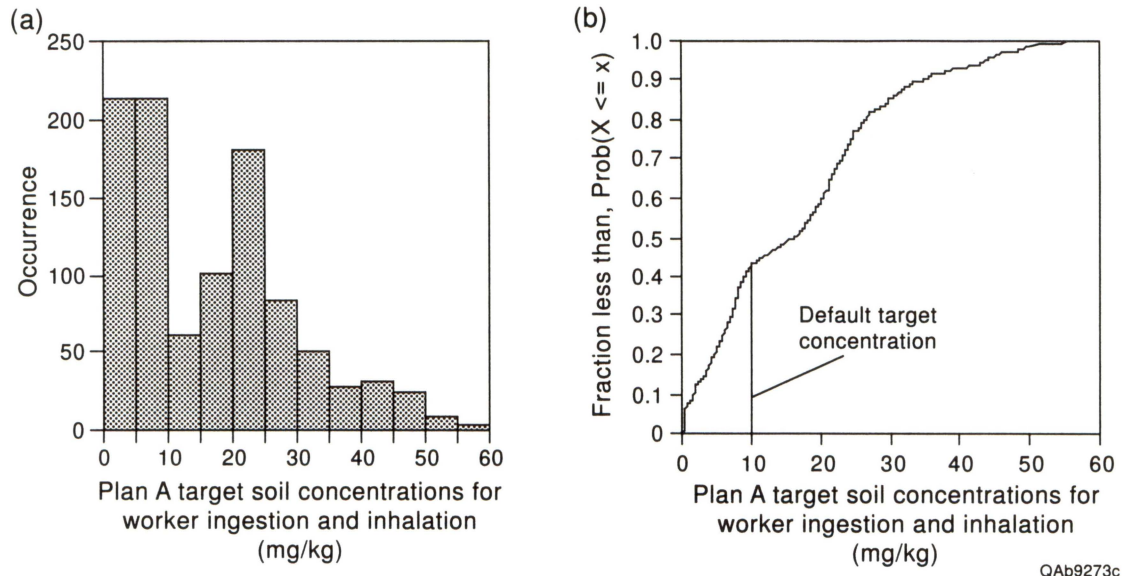 (a)
250
200
150
100
50
0
Occurrence
0 10 20 30 40 50 60
Plan A target soil concentrations for
worker ingestion and inhalation
(mg/kg)
(b)
1.0
0.9
0.8
0.7
0.6
0.5
0.4
0.3
0.2
0.1
0
Fraction less than, Prob(X <= x)
Default target
concentration
0 10 20 30 40 50 60
Plan A target soil concentrations for
worker ingestion and inhalation
(mg/kg)
QAb9273c